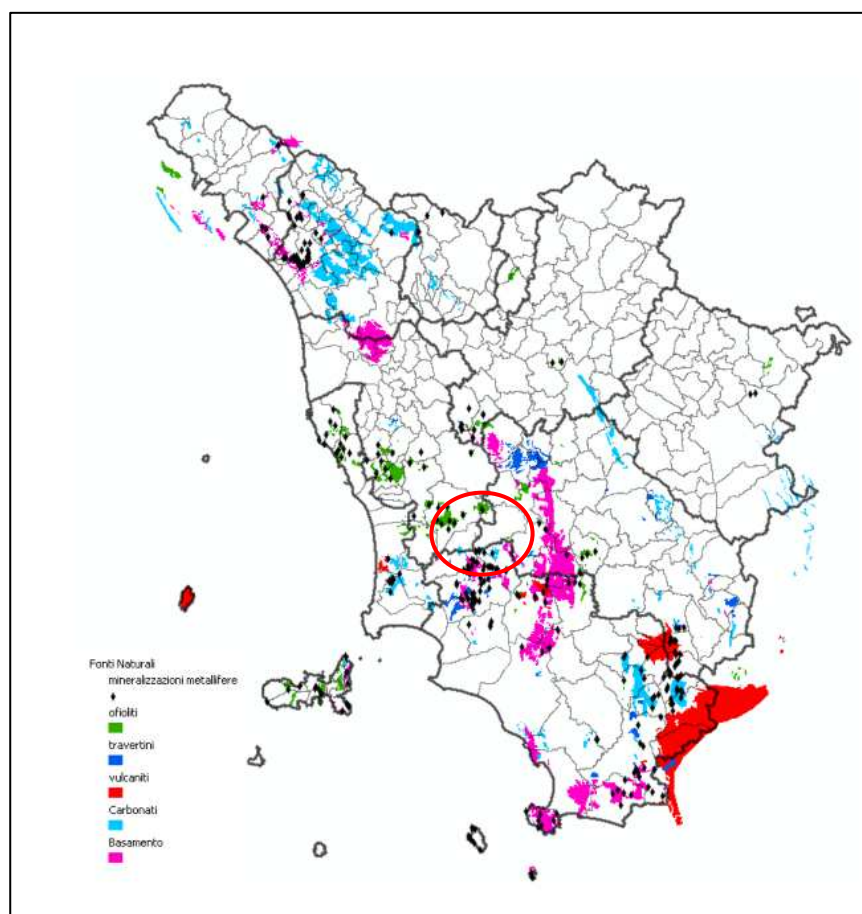 Fonti Naturali
mineralizzazioni metallifere
ofioliti
travertini
vulcaniti
Carbonati
Basamento